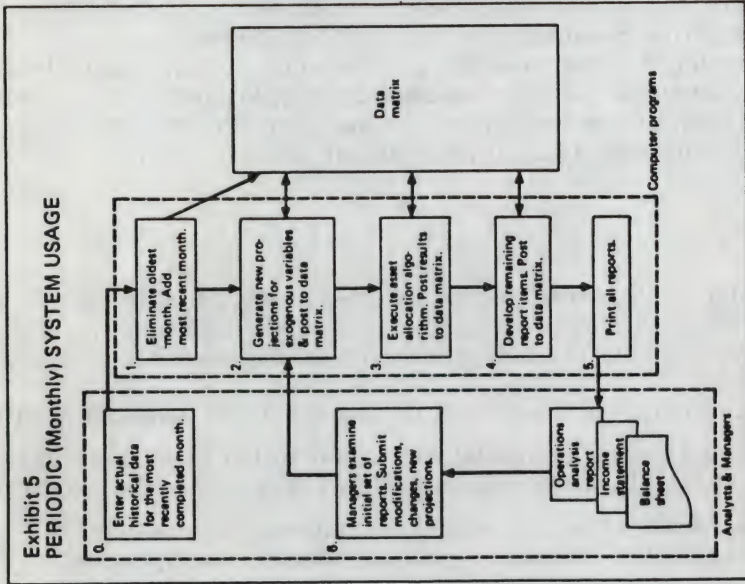 Exhibit 5
PERIODIC (Monthly) SYSTEM USAGE
0.
Enter actual
historical data
for the most
recently
completed month.
1.
Eliminate oldest
month. Add
most recent month.
2.
Generate new pro-
jections for
exogenous variables
& post to data
matrix.
3.
Execute asset
allocation algo-
rithm. Post results
to data matrix.
4.
Develop remaining
report items. Post
to data matrix.
5.
Print all reports.
Computer programs
Data
matrix
6.
Managers examine
initial set of
reports. Submit
modifications,
changes, new
projections.
Operations
analysis
report
Income
statement
Balance
sheet
Analysts & Managers